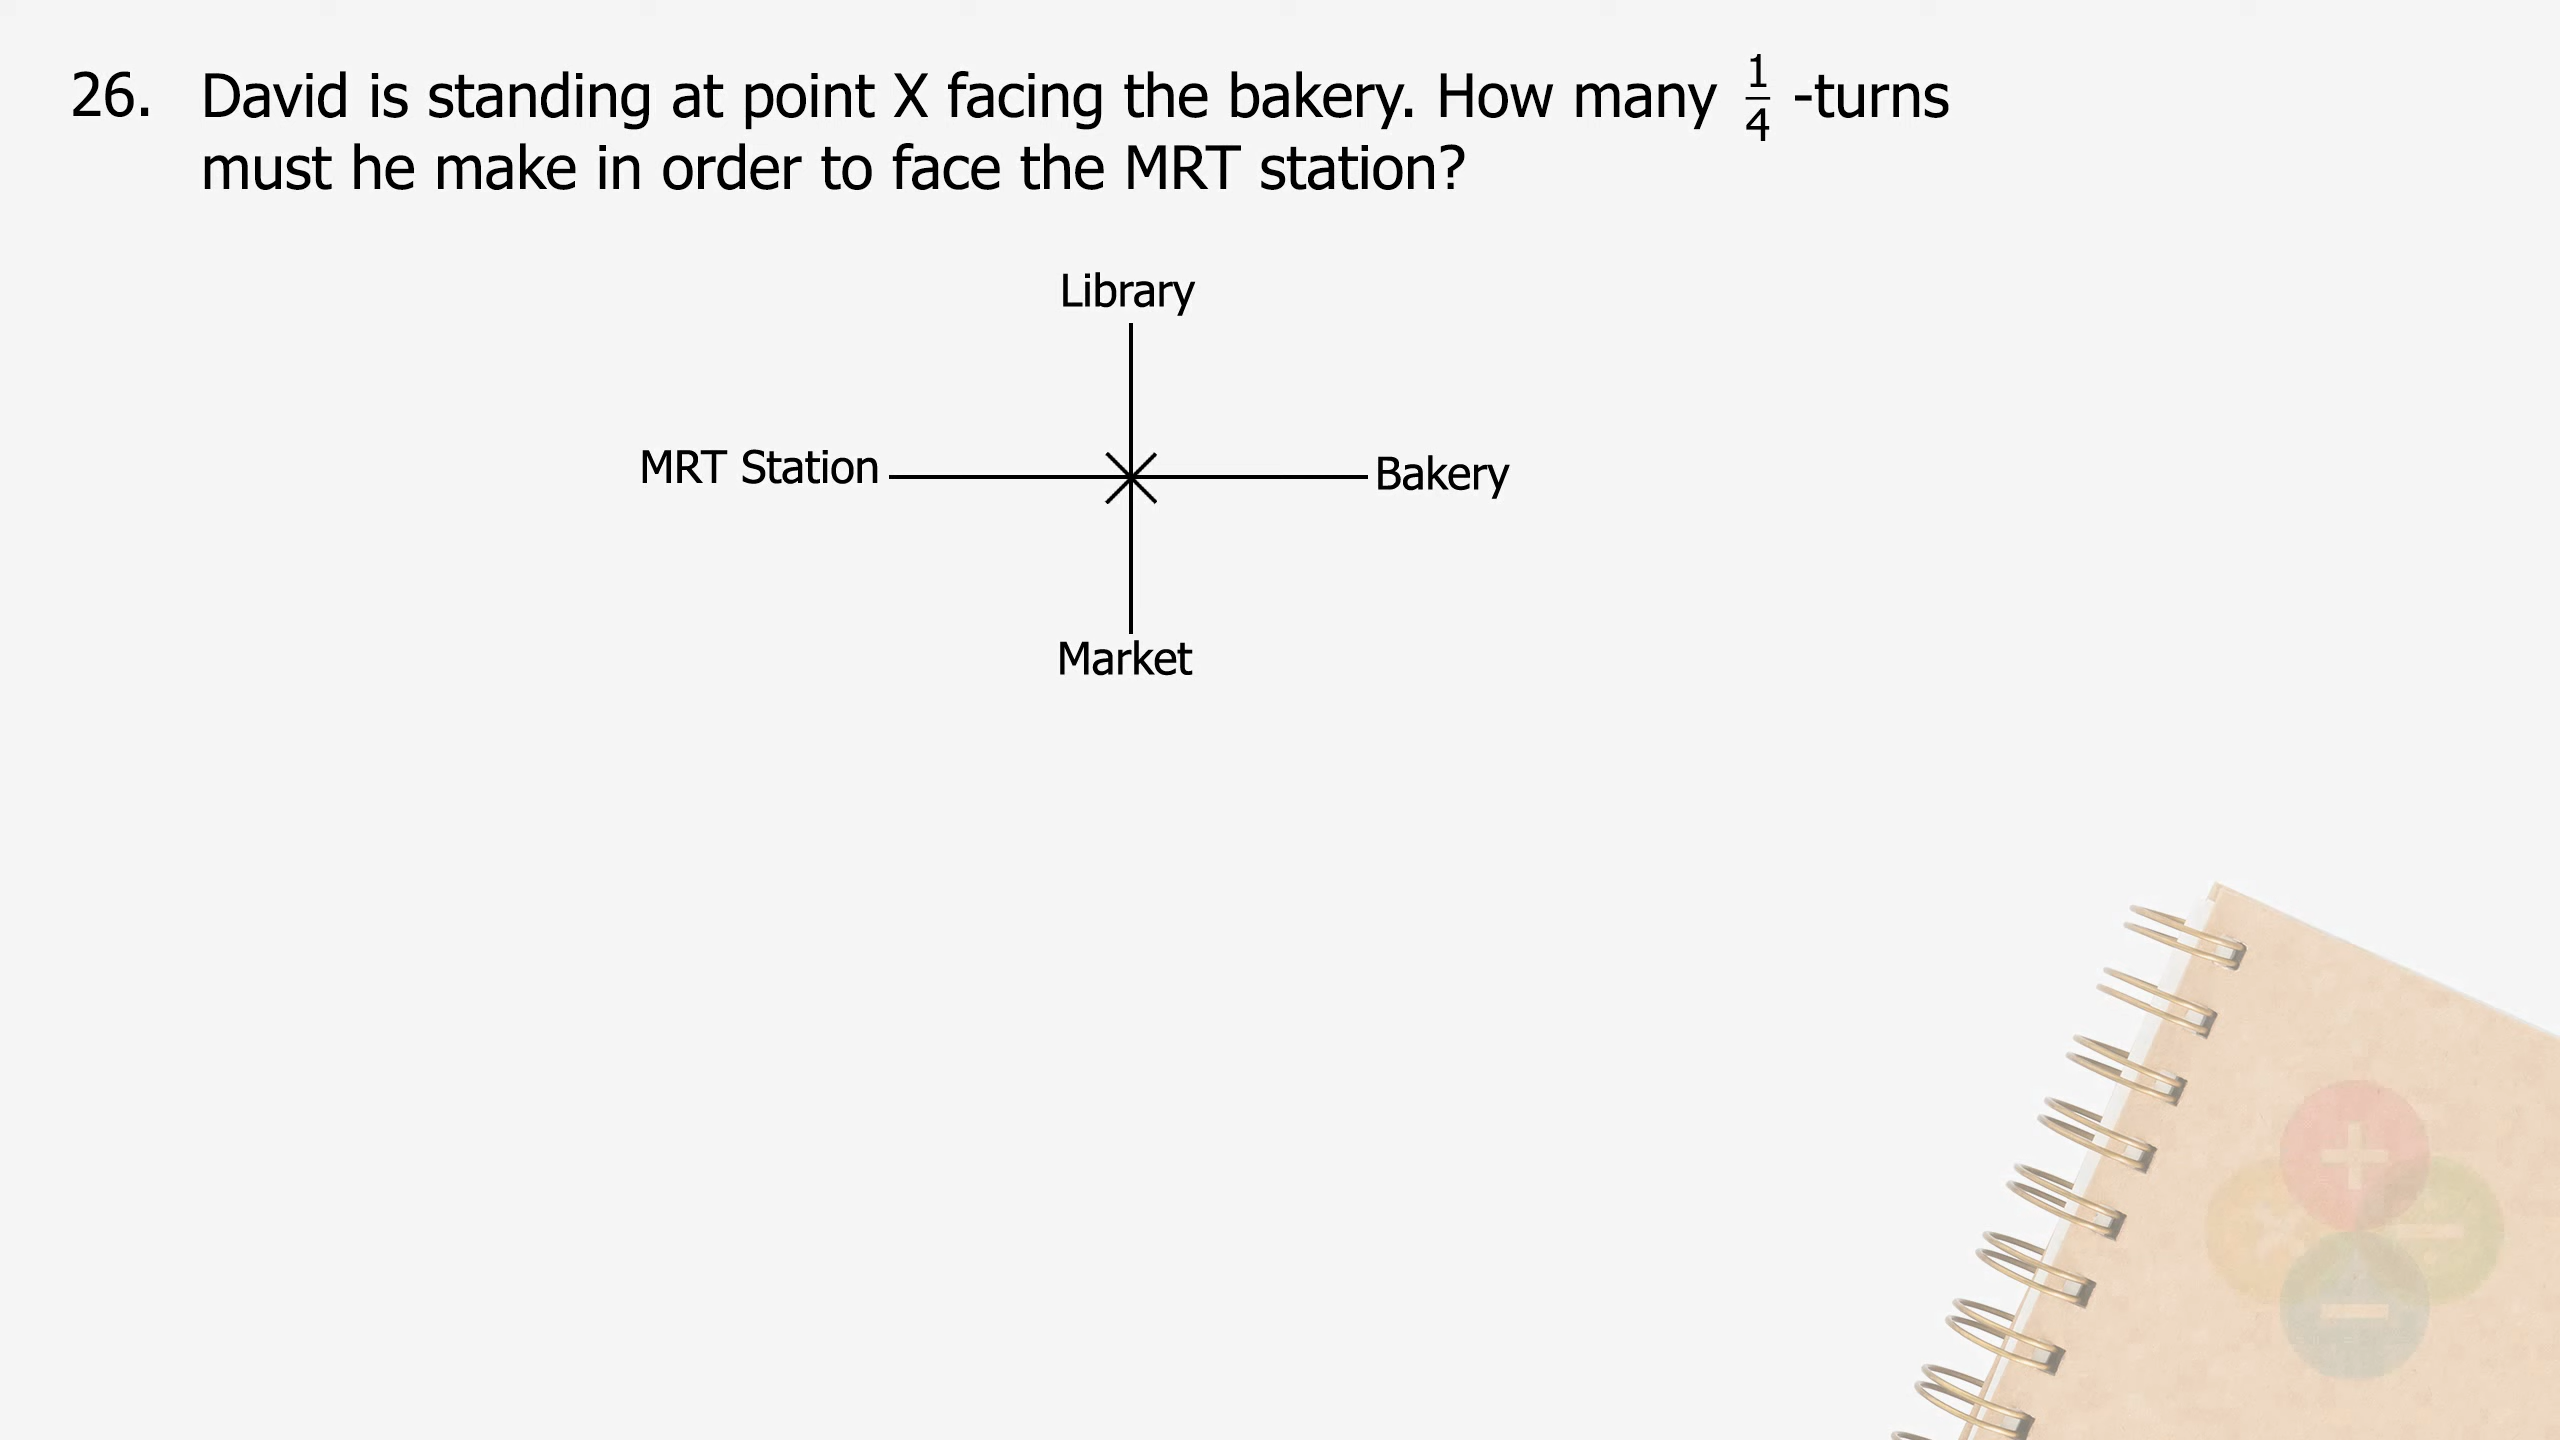 26. David is standing at point X facing the bakery. How many 1/4 -turns
must he make in order to face the MRT station?
Library
MRT Station
Bakery
Market